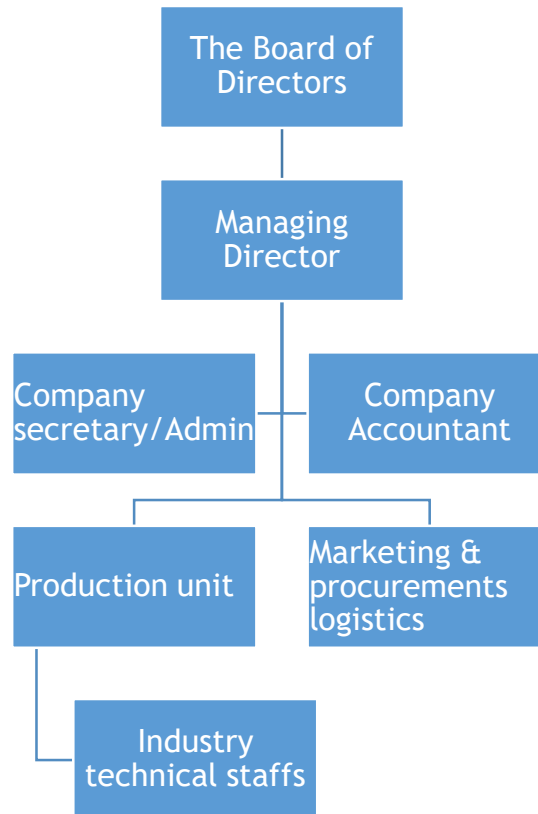 The Board of
Directors
Managing
Director
Company
secretary/Admin
Company
Accountant
Production unit
Marketing &
procurements
logistics
Industry
technical staffs